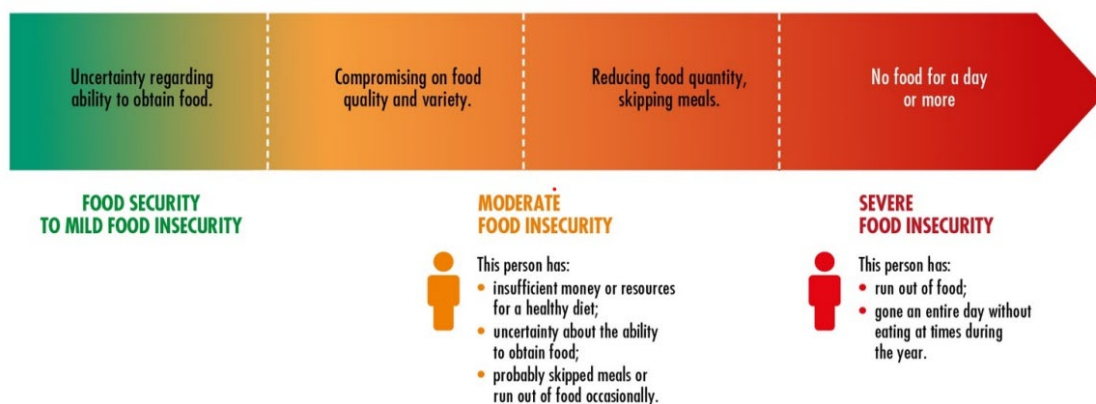 Uncertainty regarding
ability to obtain food.
Compromising on food
quality and variety.
Reducing food quantity,
skipping meals.
No food for a day
or more
FOOD SECURITY
TO MILD FOOD INSECURITY
MODERATE
FOOD INSECURITY
This person has:
• insufficient money or resources
for a healthy diet;
• uncertainty about the ability
to obtain food;
• probably skipped meals or
run out of food occasionally.
SEVERE
FOOD INSECURITY
This person has:
• run out of food;
• gone an entire day without
eating at times during
the year.